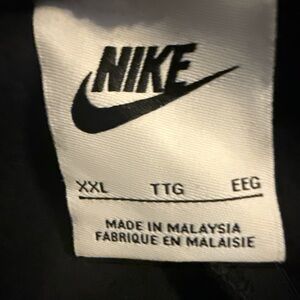 NIKE
XXL TTG EEG
MADE IN MALAYSIA
FABRIQUE EN MALAISIE